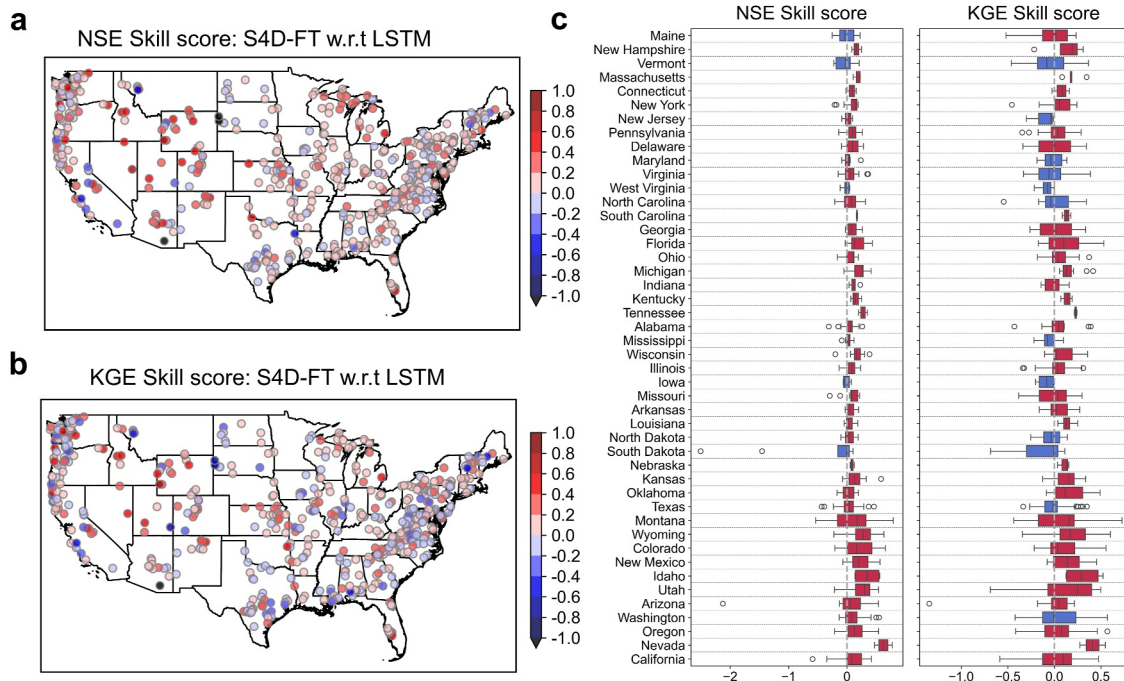 a
NSE Skill score: S4D-FT w.r.t LSTM
1.0
0.8
0.6
0.4
0.2
0.0
-0.2
-0.4
-0.6
-0.8
-1.0
b
KGE Skill score: S4D-FT w.r.t LSTM
1.0
0.8
0.6
0.4
0.2
0.0
-0.2
-0.4
-0.6
-0.8
-1.0
c
NSE Skill score KGE Skill score
Maine
New Hampshire
Vermont
Massachusetts
Connecticut
New York
New Jersey
Pennsylvania
Delaware
Maryland
Virginia
West Virginia
North Carolina
South Carolina
Georgia
Florida
Ohio
Michigan
Indiana
Kentucky
Tennessee
Alabama
Mississippi
Wisconsin
Illinois
Iowa
Missouri
Arkansas
Louisiana
North Dakota
South Dakota
Nebraska
Kansas
Oklahoma
Texas
Montana
Wyoming
Colorado
New Mexico
Idaho
Utah
Arizona
Washington
Oregon
Nevada
California
−2 −1 0 −1.0 −0.5 0.0 0.5